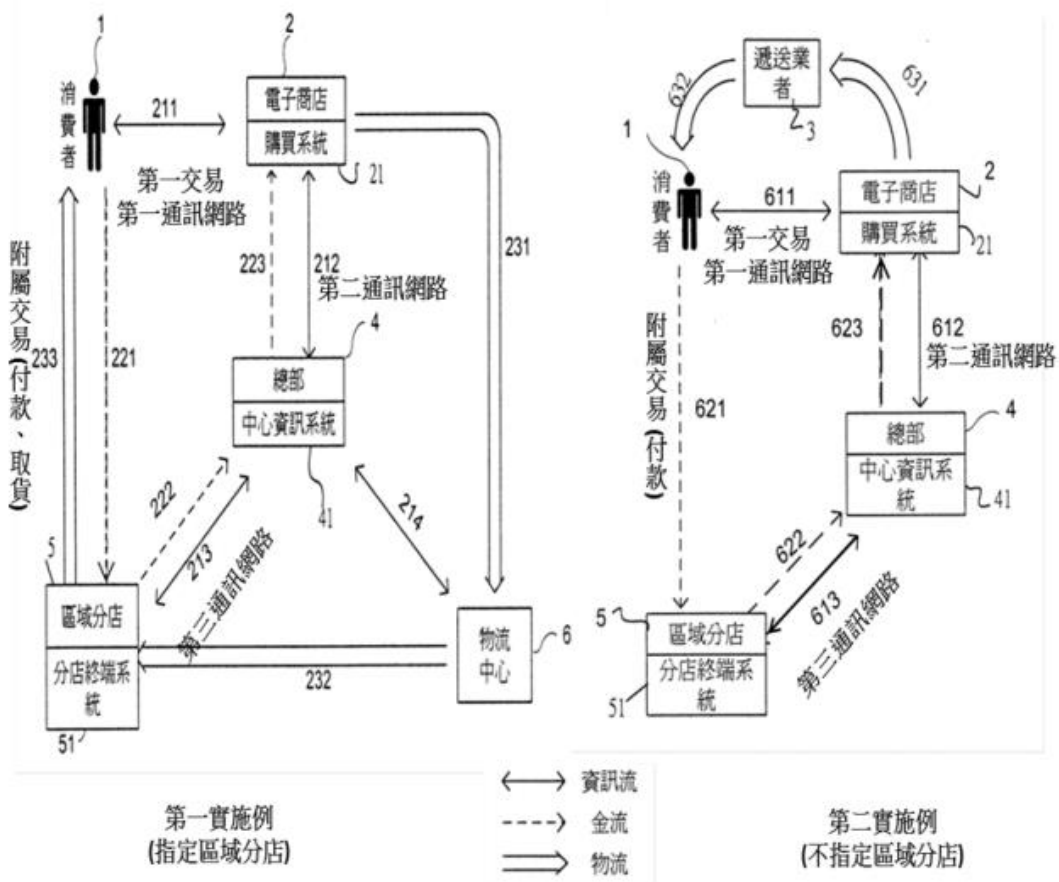 1
消費者
211
2
電子商店
購買系統
21
第一交易
第一通訊網路
223
212
第二通訊網路
231
附屬交易(付款、取貨)
233
221
4
總部
中心資訊系統
41
222
213
第三通訊網路
214
5
區域分店
分店終端系統
51
232
物流中心
6
第一實施例
(指定區域分店)
遞送業者
3
632
631
1
消費者
611
2
電子商店
購買系統
21
第一交易
第一通訊網路
623
612
第二通訊網路
附屬交易(付款)
621
4
總部
中心資訊系統
41
622
613
第三通訊網路
5
區域分店
分店終端系統
51
資訊流
金流
物流
第二實施例
(不指定區域分店)